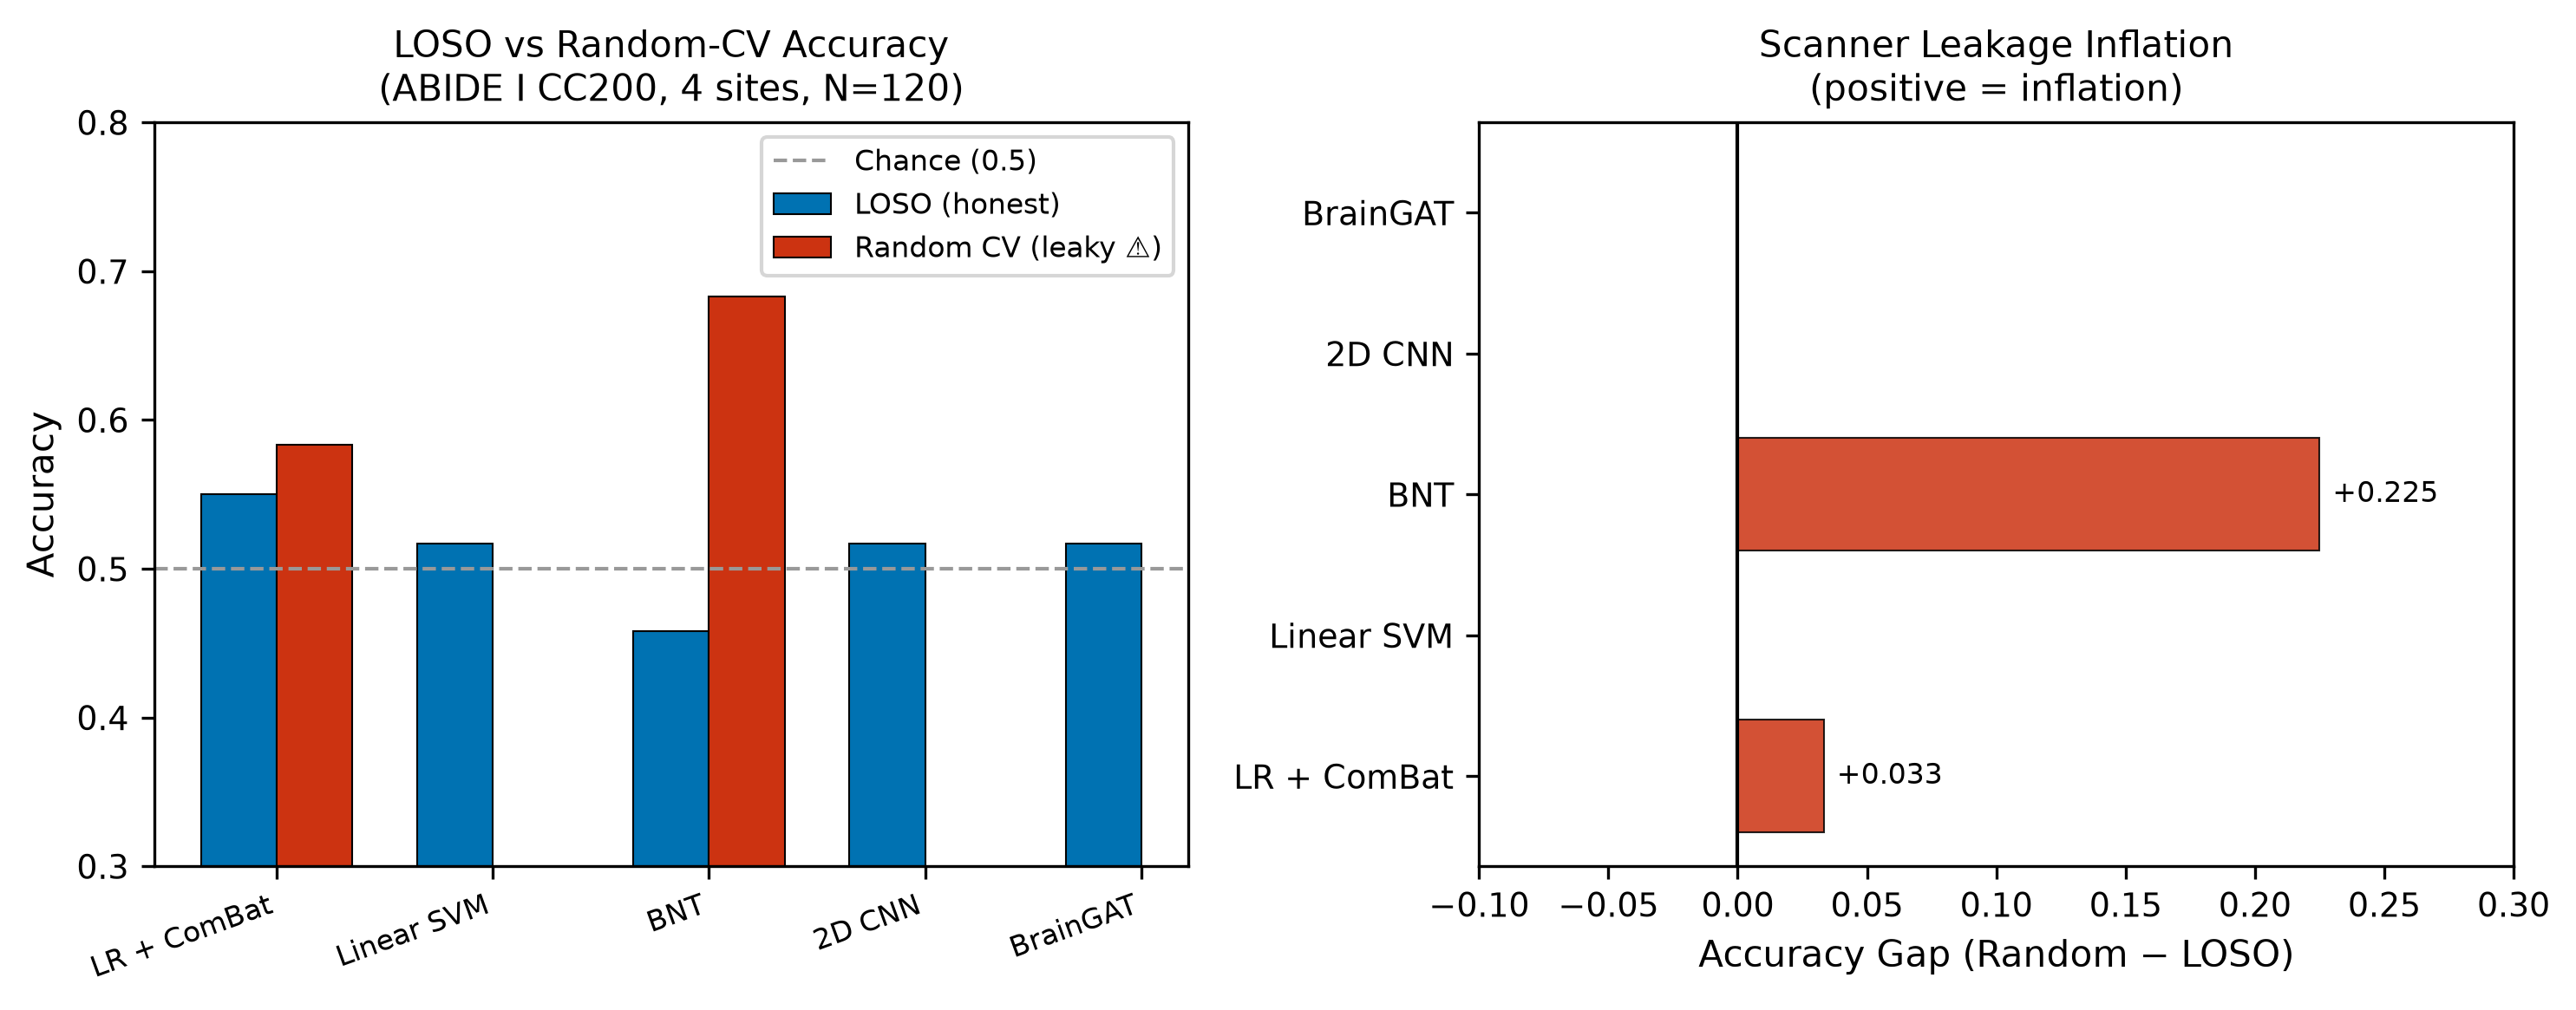 LOSO vs Random-CV Accuracy
(ABIDE I CC200, 4 sites, N=120)
Chance (0.5)
LOSO (honest)
Random CV (leaky ⚠)
Accuracy
0.8
0.7
0.6
0.5
0.4
0.3
LR + ComBat
Linear SVM
BNT
2D CNN
BrainGAT
Scanner Leakage Inflation
(positive = inflation)
BrainGAT
2D CNN
BNT
Linear SVM
LR + ComBat
+0.225
+0.033
−0.10 −0.05 0.00 0.05 0.10 0.15 0.20 0.25 0.30
Accuracy Gap (Random − LOSO)